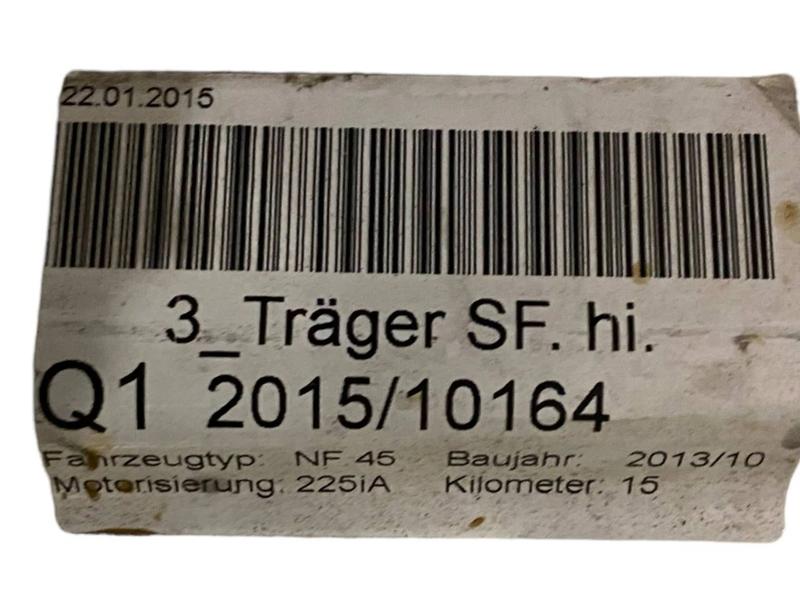 22.01.2015
3_Träger SF. hi.
Q1 2015/10164
Fahrzeugtyp: NF 45 Baujahr: 2013/10
Motorisierung: 225iA Kilometer: 15